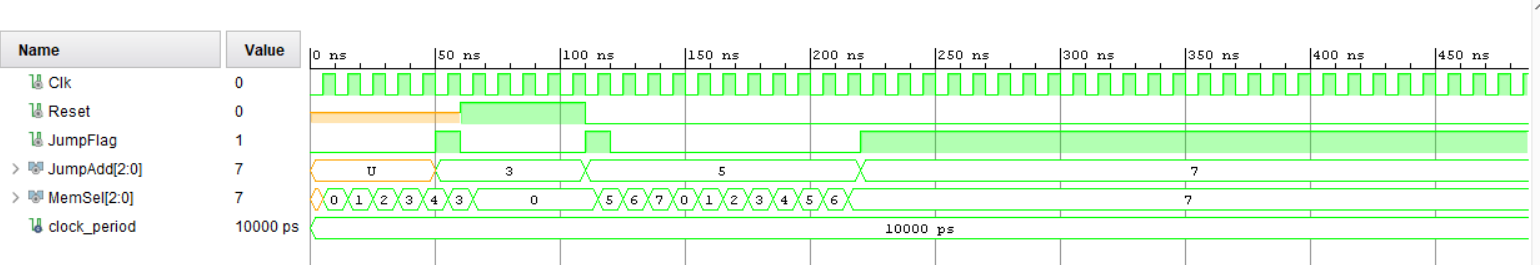 Name Value 0 ns 50 ns 100 ns 150 ns 200 ns 250 ns 300 ns 350 ns 400 ns 450 ns
Clk 0
Reset 0
JumpFlag 1
JumpAdd[2:0] 7 U 3 5 7
MemSel[2:0] 7 0 1 2 3 4 3 0 5 6 7 0 1 2 3 4 5 6 7
clock_period 10000 ps 10000 ps